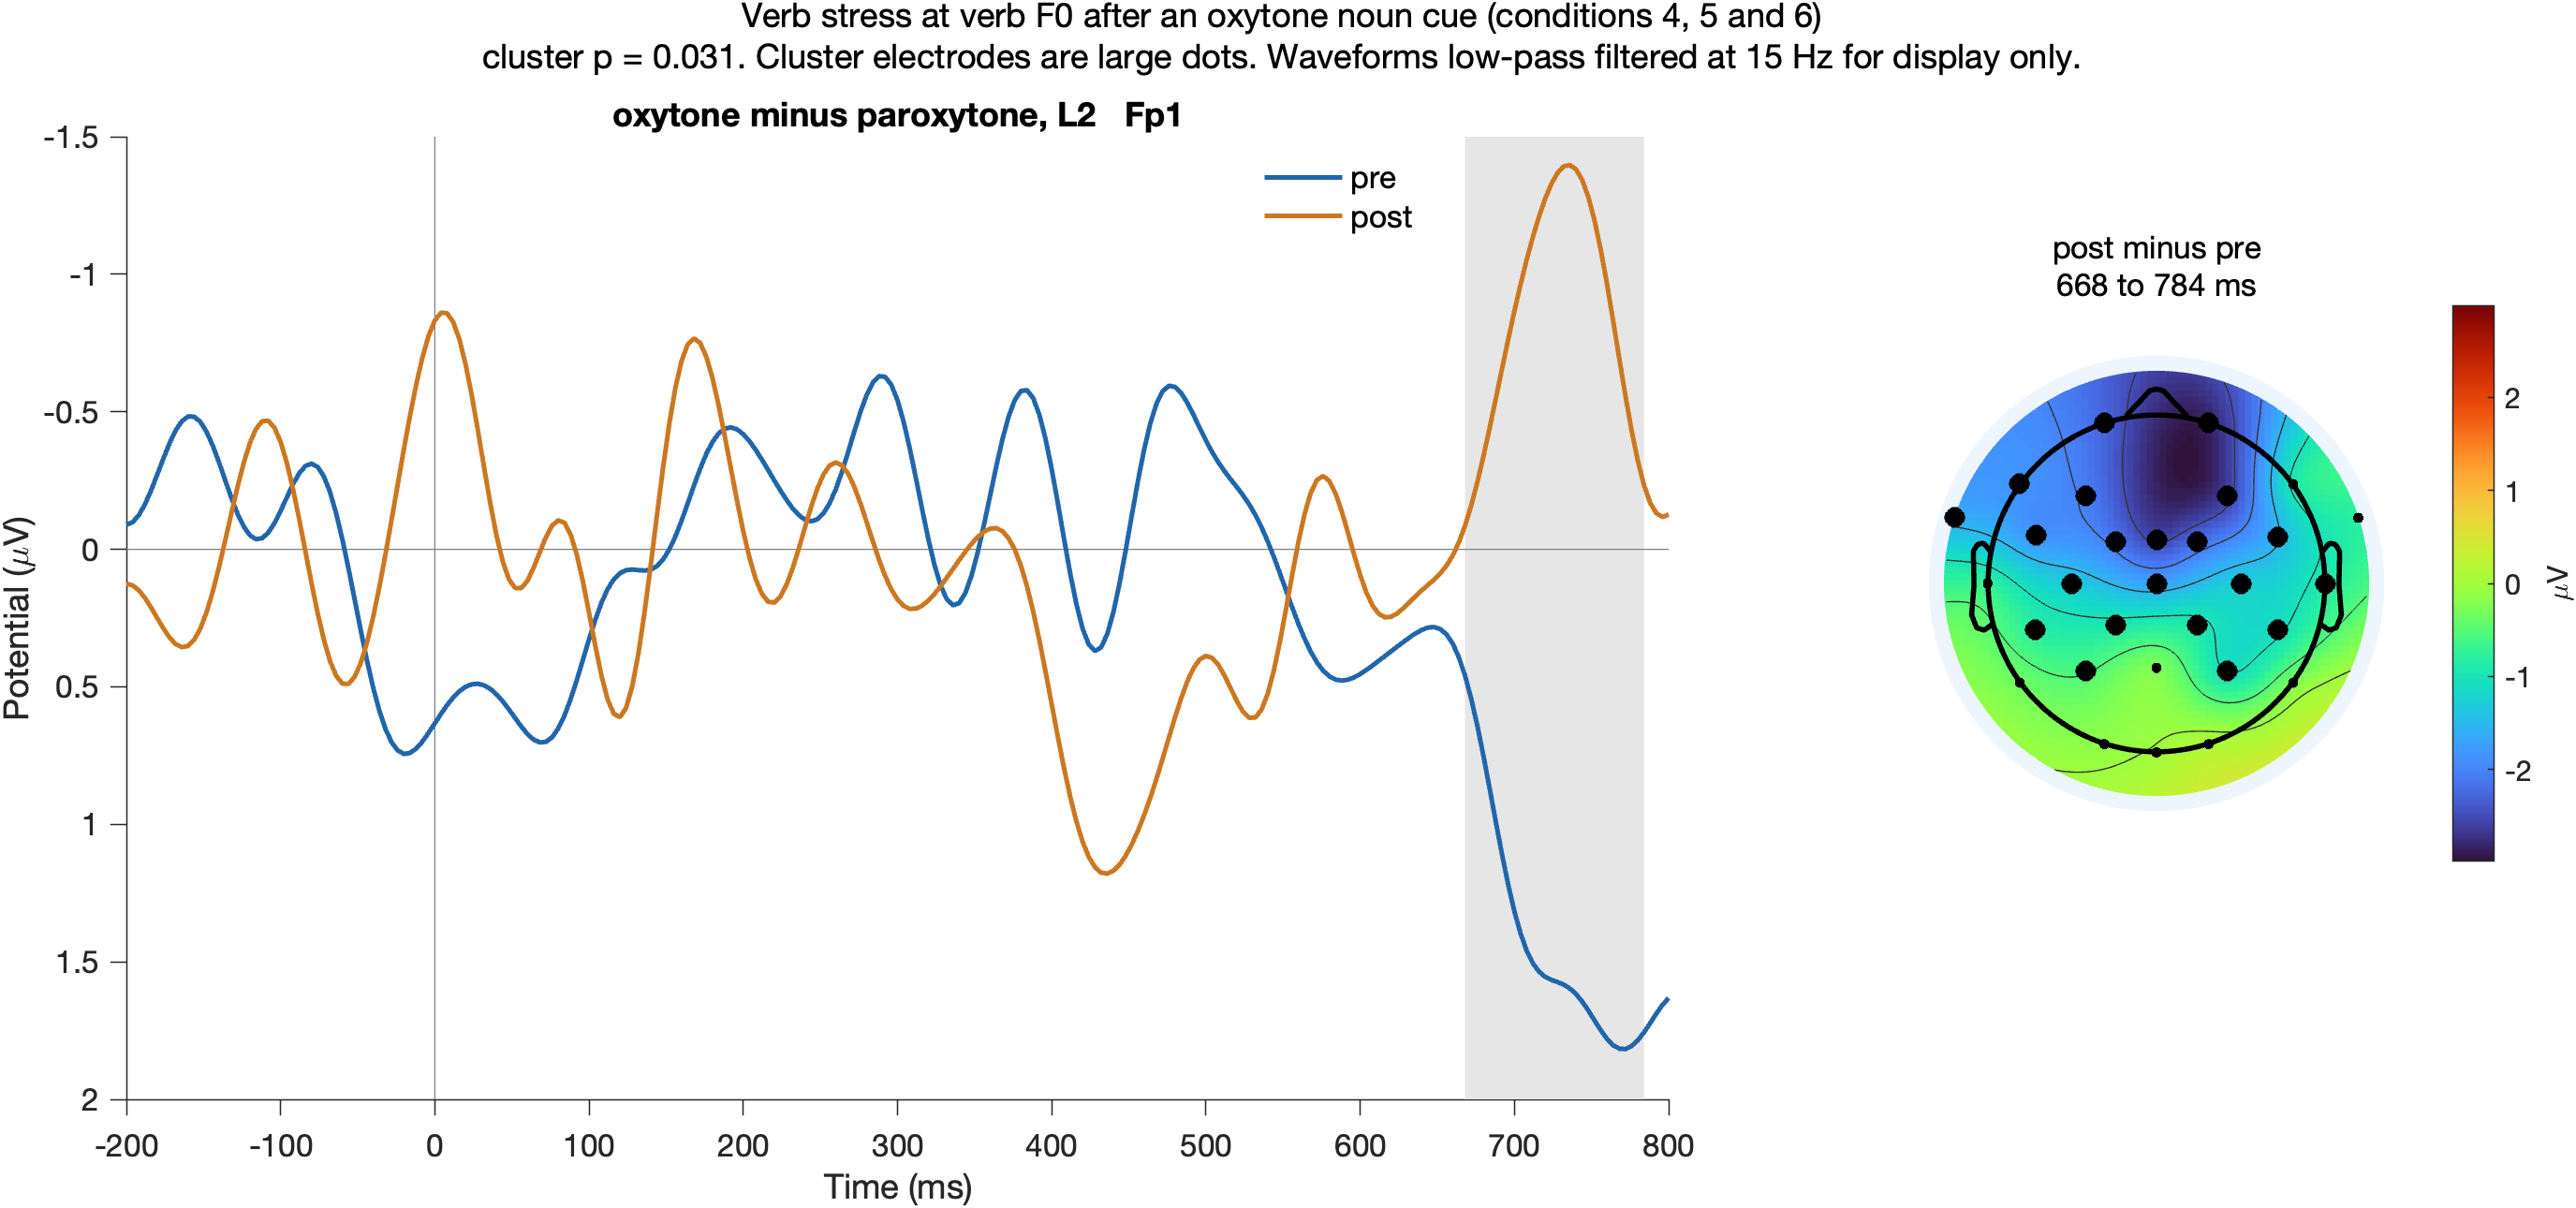 Verb stress at verb F0 after an oxytone noun cue (conditions 4, 5 and 6)
cluster p = 0.031. Cluster electrodes are large dots. Waveforms low-pass filtered at 15 Hz for display only.
oxytone minus paroxytone, L2 Fp1
-1.5
-1
-0.5
0
0.5
1
1.5
2
Potential (μV)
pre
post
-200 -100 0 100 200 300 400 500 600 700 800
Time (ms)
post minus pre
668 to 784 ms
2
1
0
-1
-2
μV